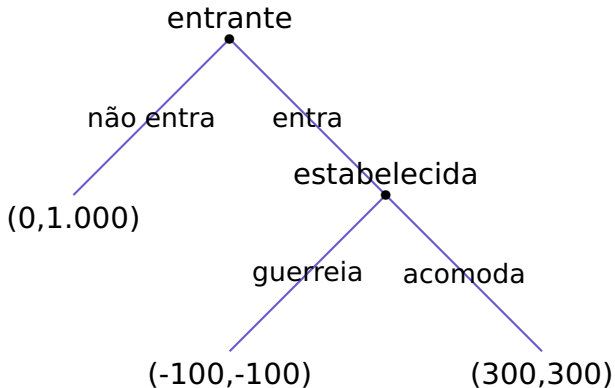 entrante
não entra
entra
estabelecida
(0,1.000)
guerreia
acomoda
(-100,-100)
(300,300)